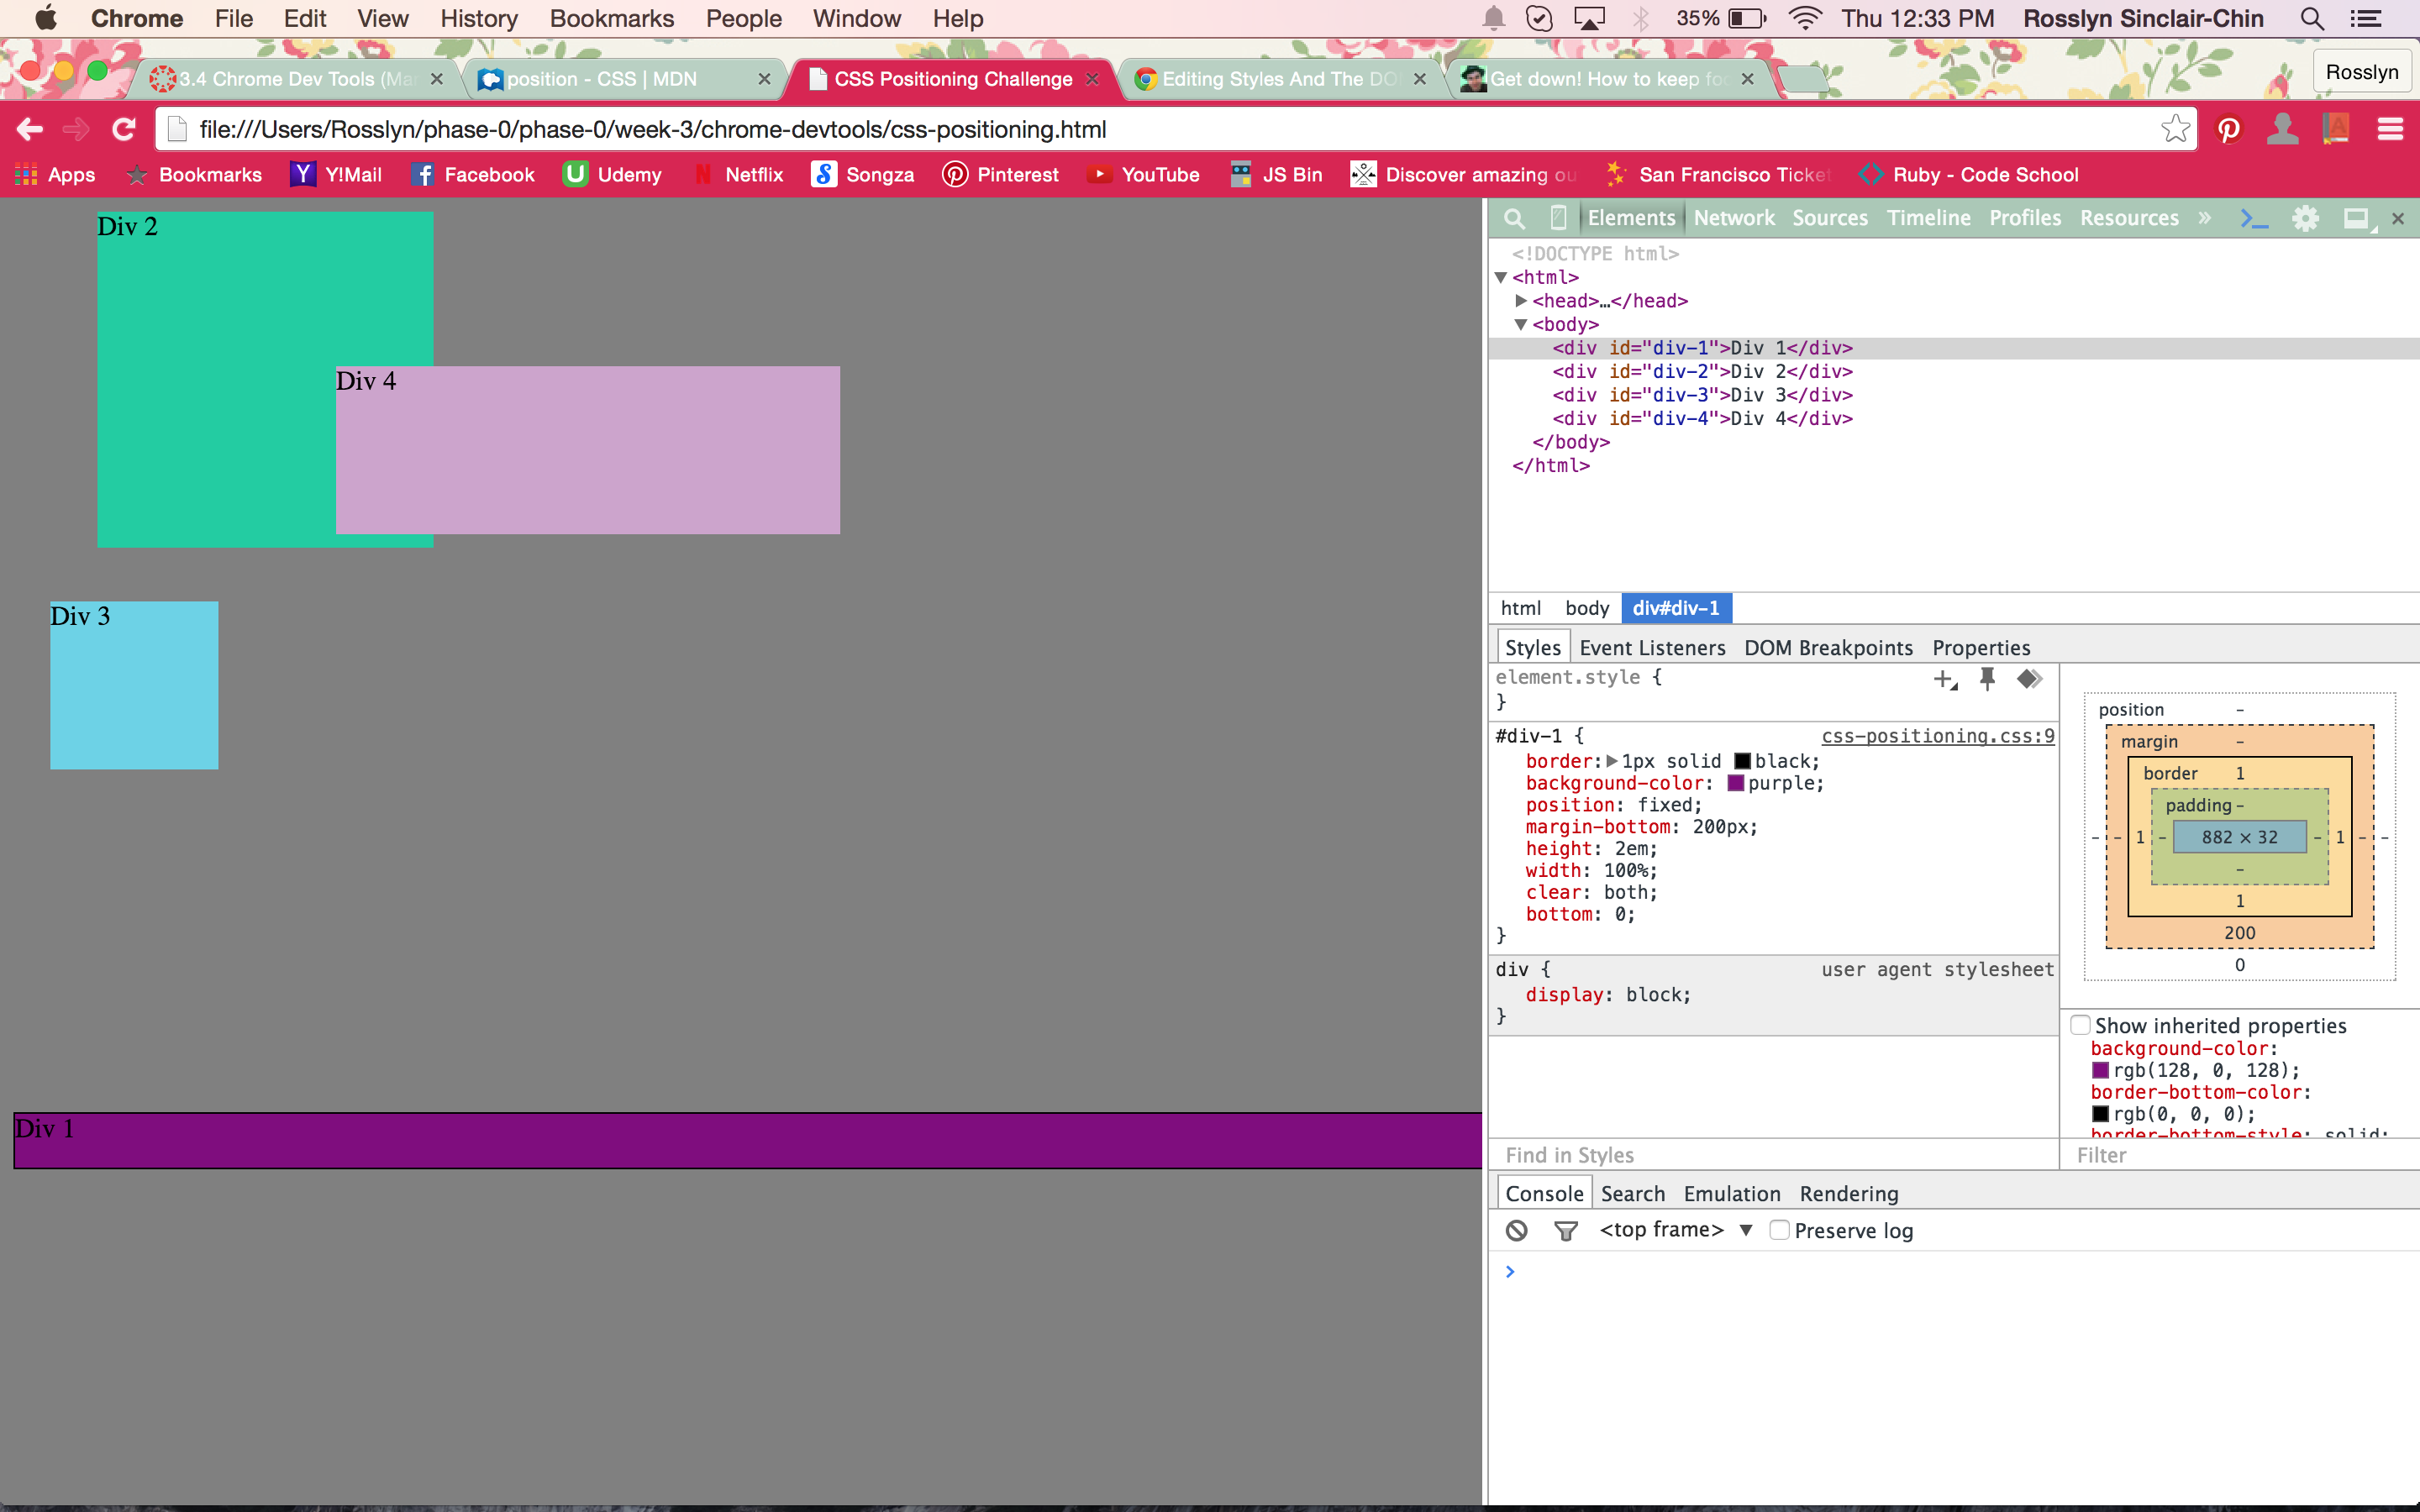 Chrome File Edit View History Bookmarks People Window Help 35% Thu 12:33 PM Rosslyn Sinclair-Chin
3.4 Chrome Dev Tools (Ma position - CSS | MDN CSS Positioning Challenge Editing Styles And The DO Get down! How to keep fo Rosslyn
file:///Users/Rosslyn/phase-0/phase-0/week-3/chrome-devtools/css-positioning.html
Apps Bookmarks Y!Mail Facebook Udemy Netflix Songza Pinterest YouTube JS Bin Discover amazing ou San Francisco Ticket Ruby - Code School
Div 2
Div 4
Div 3
Div 1
Elements Network Sources Timeline Profiles Resources »
<!DOCTYPE html>
<html>
<head>…</head>
<body>
<div id="div-1">Div 1</div>
<div id="div-2">Div 2</div>
<div id="div-3">Div 3</div>
<div id="div-4">Div 4</div>
</body>
</html>
html body div#div-1
Styles Event Listeners DOM Breakpoints Properties
element.style {
}
#div-1 { css-positioning.css:9
border: 1px solid black;
background-color: purple;
position: fixed;
margin-bottom: 200px;
height: 2em;
width: 100%;
clear: both;
bottom: 0;
}
div { user agent stylesheet
display: block;
}
Find in Styles
position -
margin -
border 1
padding -
- - 1 - 882 × 32 - 1 - -
-
1
200
0
Show inherited properties
background-color:
rgb(128, 0, 128);
border-bottom-color:
rgb(0, 0, 0);
border-bottom-style: solid;
Filter
Console Search Emulation Rendering
<top frame> ▼ Preserve log
>